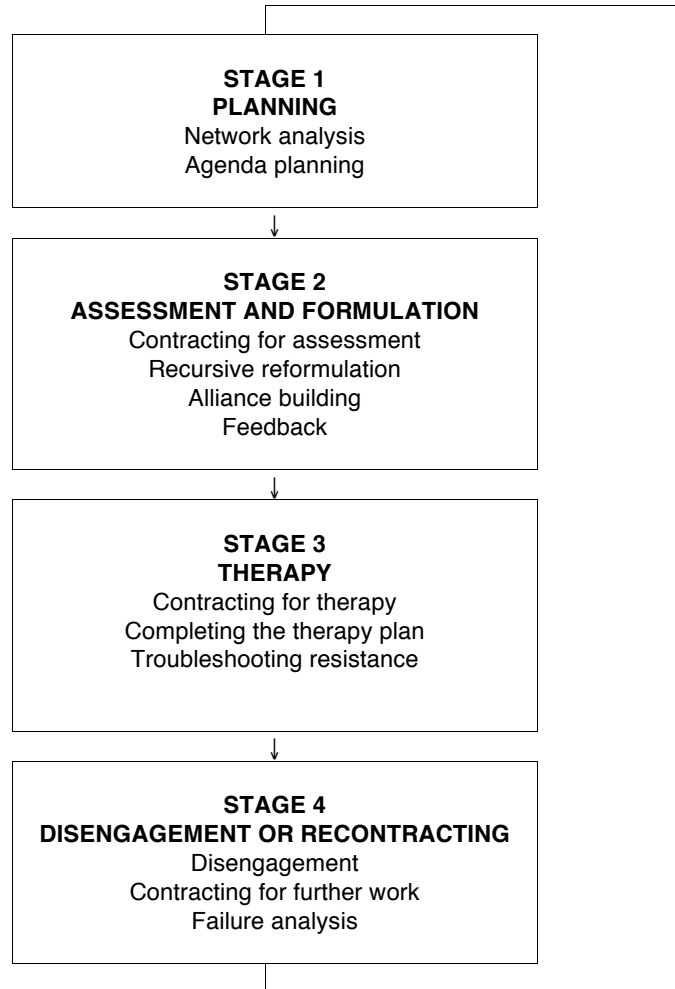 STAGE 1
PLANNING
Network analysis
Agenda planning
STAGE 2
ASSESSMENT AND FORMULATION
Contracting for assessment
Recursive reformulation
Alliance building
Feedback
STAGE 3
THERAPY
Contracting for therapy
Completing the therapy plan
Troubleshooting resistance
STAGE 4
DISENGAGEMENT OR RECONTRACTING
Disengagement
Contracting for further work
Failure analysis